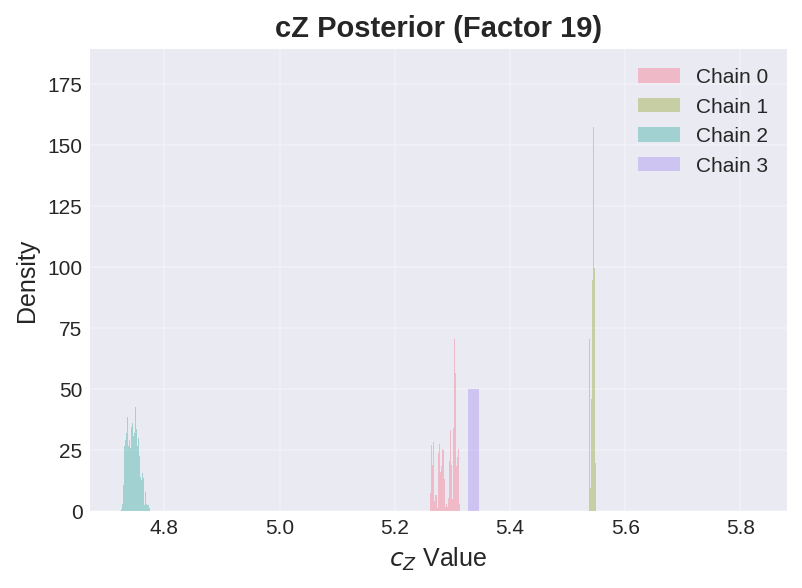 cZ Posterior (Factor 19)
175
150
125
100
75
50
25
0
Density
4.8
5.0
5.2
5.4
5.6
5.8
cZ Value
Chain 0
Chain 1
Chain 2
Chain 3